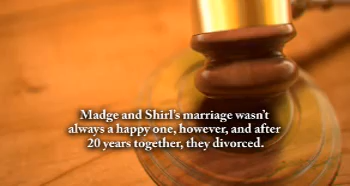 Madge and Shirl's marriage wasn't
always a happy one, however, and after
20 years together, they divorced.